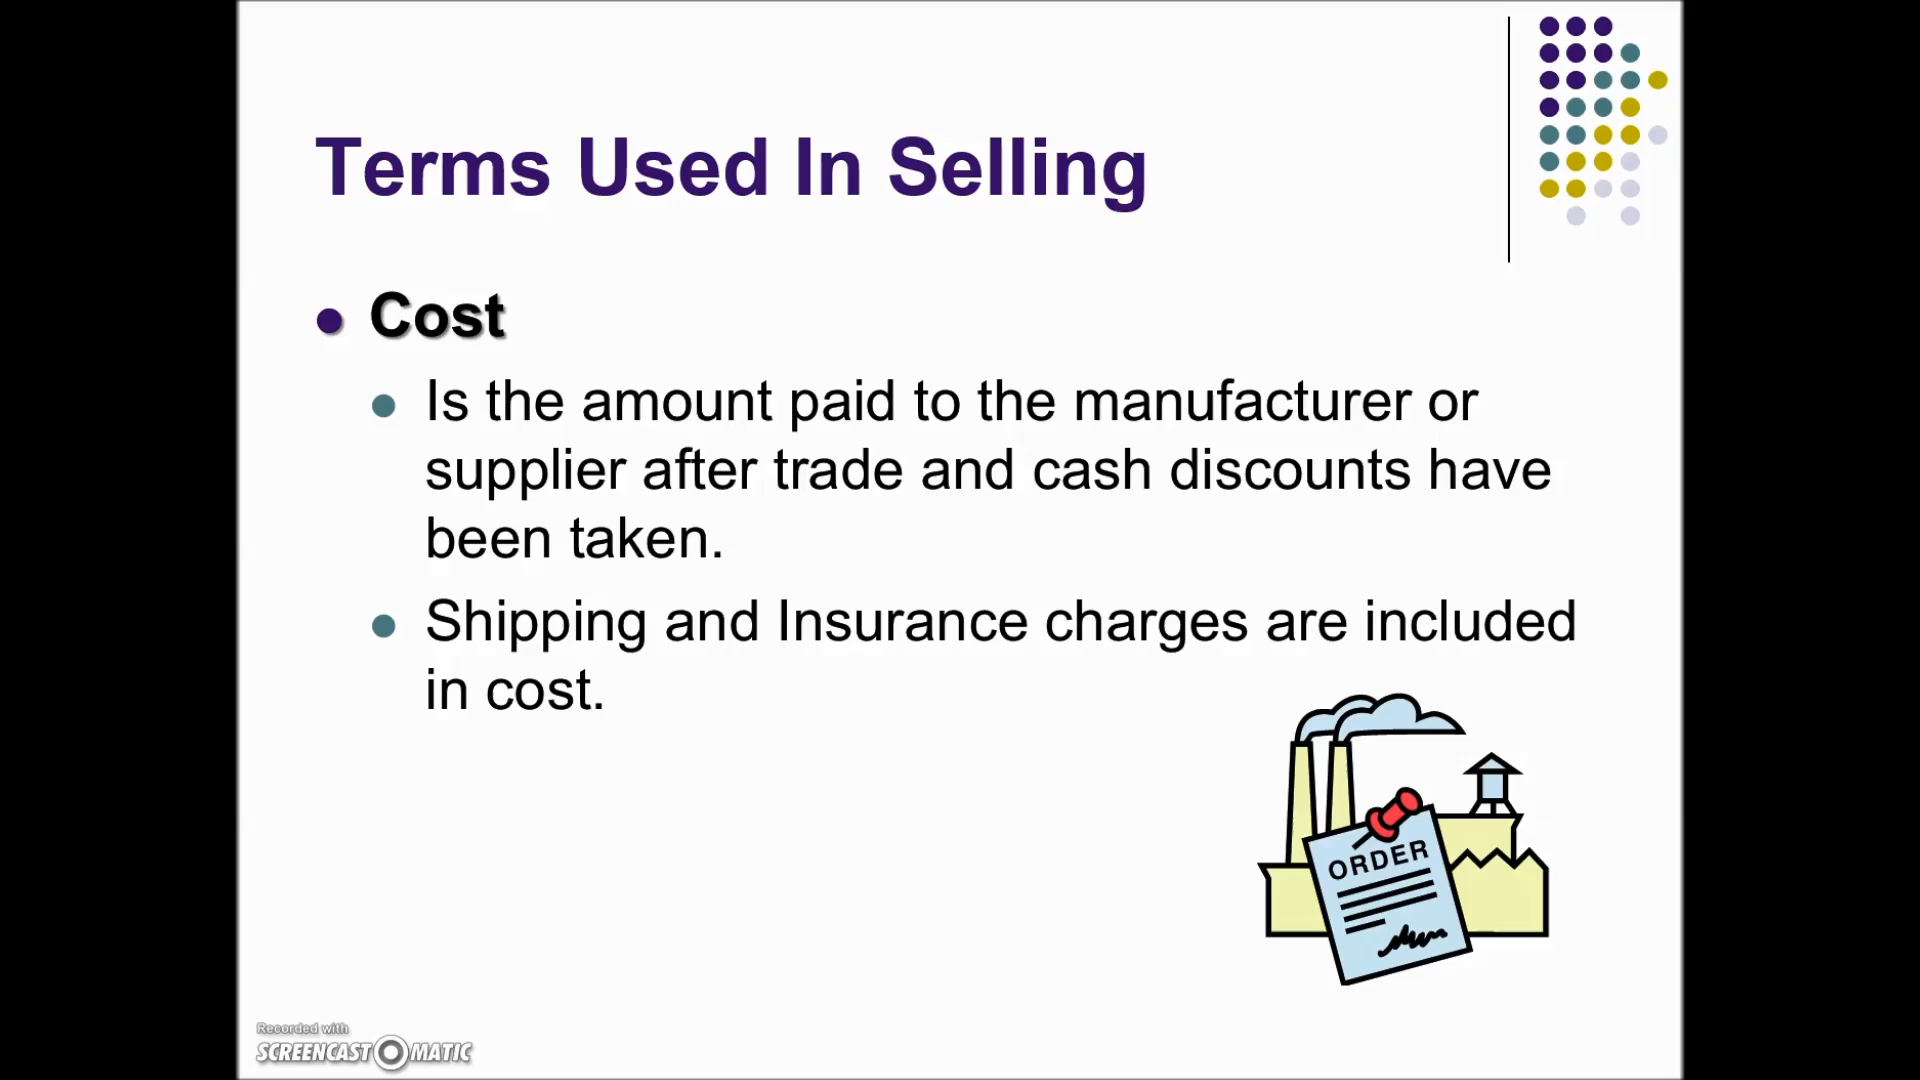 Terms Used In Selling
Cost
Is the amount paid to the manufacturer or
supplier after trade and cash discounts have
been taken.
Shipping and Insurance charges are included
in cost.
ORDER
Recorded with
SCREENCAST MATIC